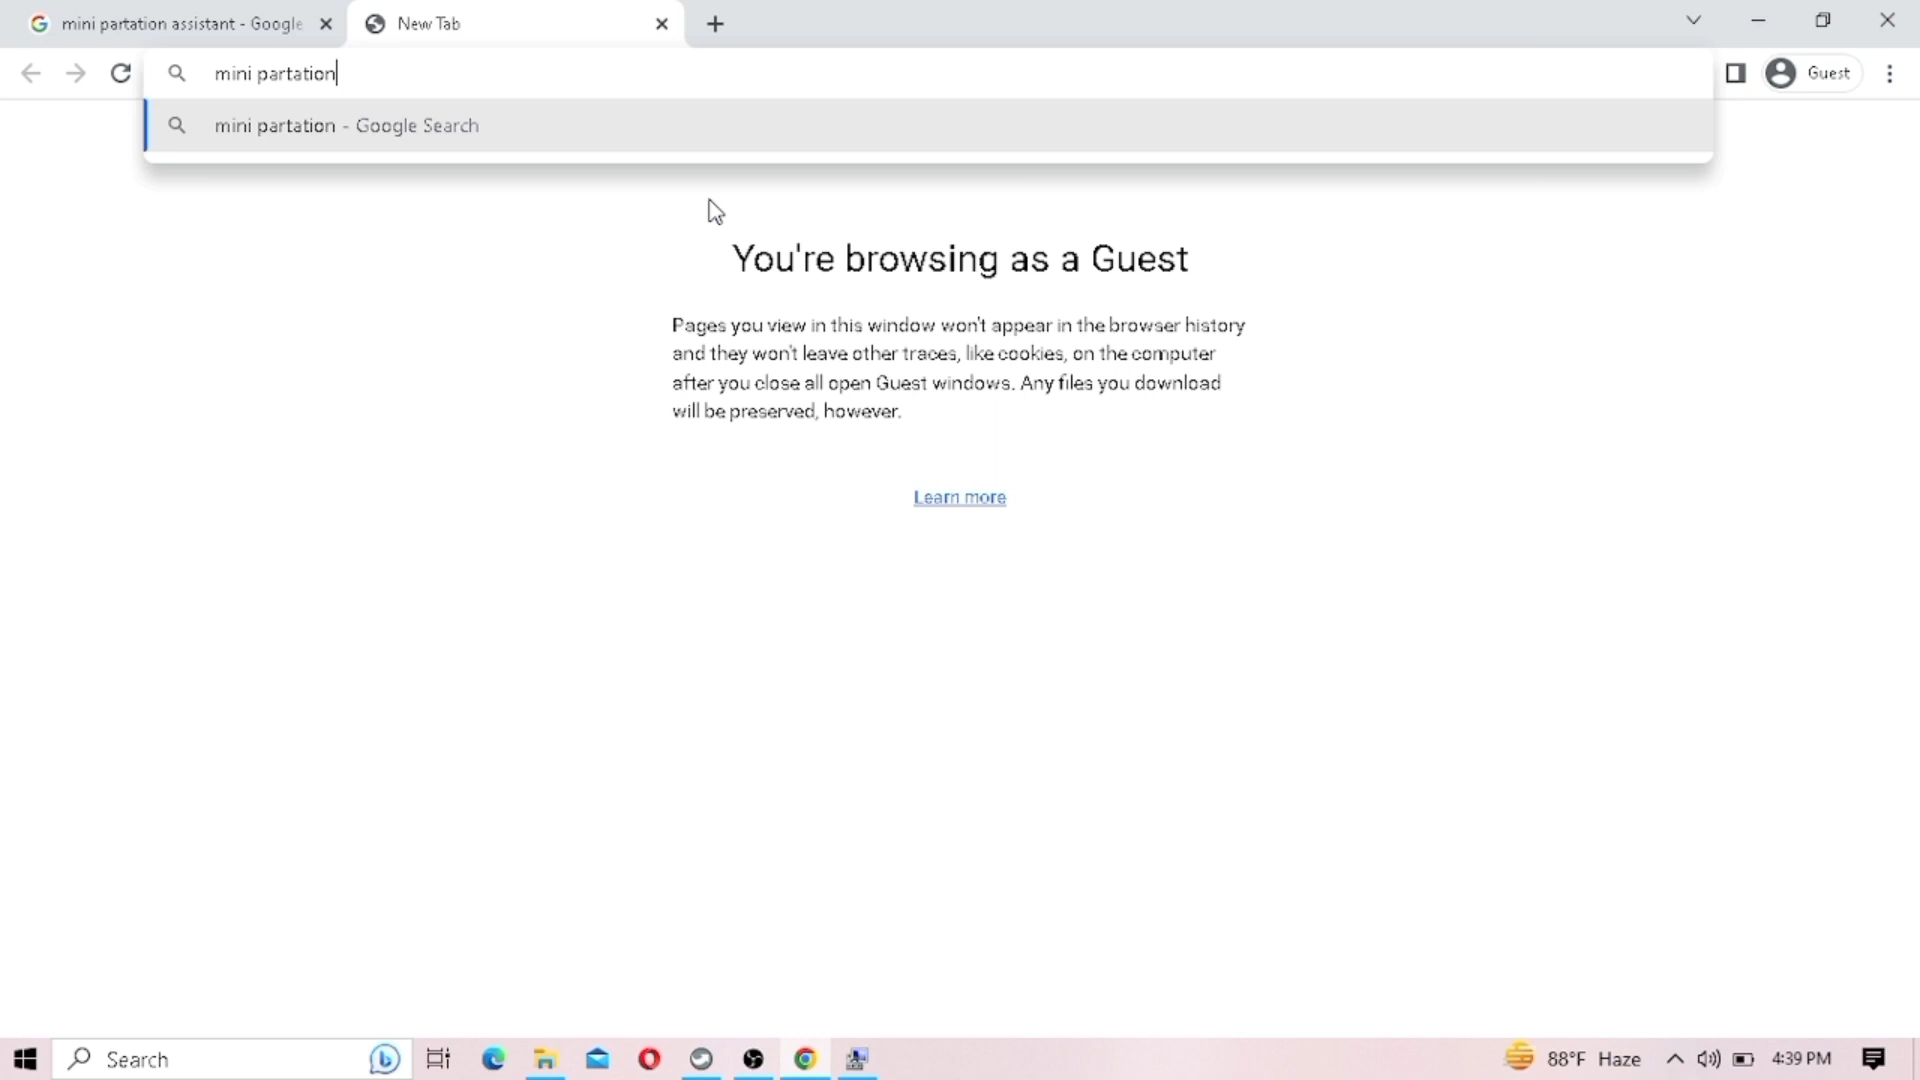 mini partation assistant - Google
New Tab
mini partation
Guest
mini partation - Google Search
You're browsing as a Guest
Pages you view in this window won't appear in the browser history
and they won't leave other traces, like cookies, on the computer
after you close all open Guest windows. Any files you download
will be preserved, however.
Learn more
Search
88°F Haze
4:39 PM